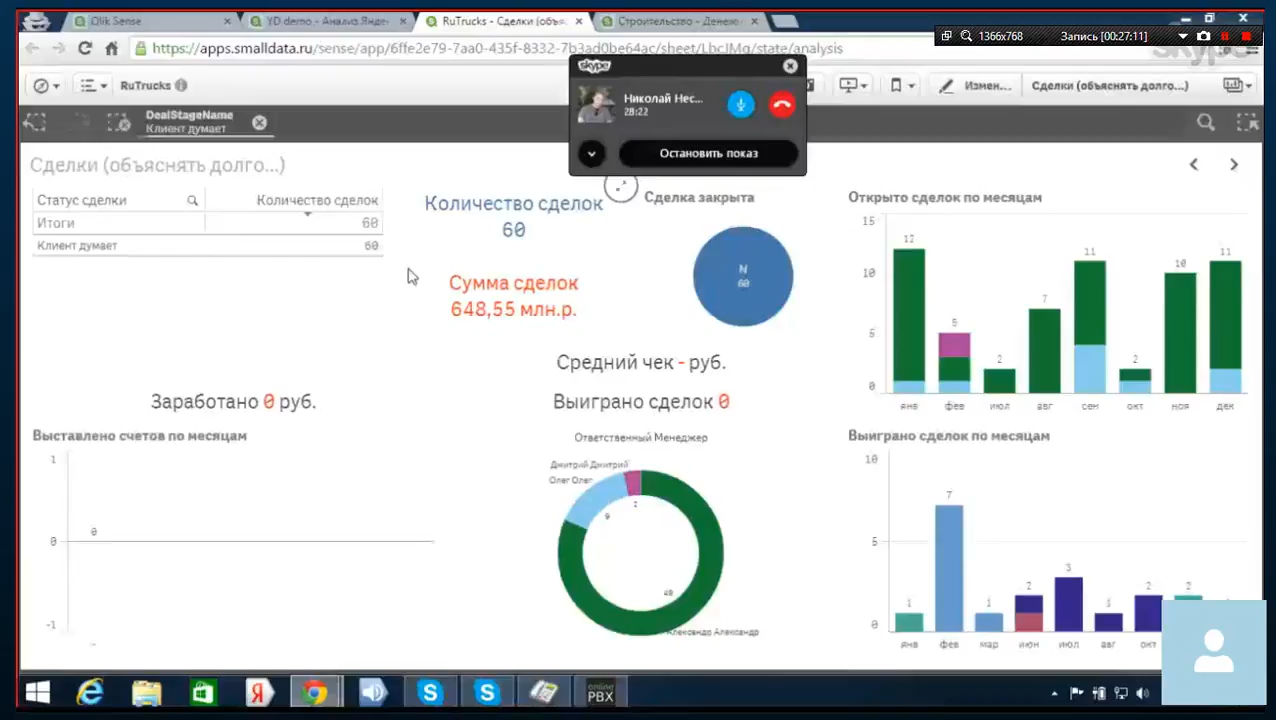 Qlik Sense
YD demo - Анализ Яндек
RuTrucks - Сделки (объя
Строительство - Денежн
1366x768
Запись [00:27:11]
https://apps.smalldata.ru/sense/app/6ffe2e79-7aa0-435f-8332-7b3ad0be64ac/sheet/LbcJMg/state/analysis
skype
RuTrucks
Николай Нес...
28:22
Измен...
Сделки (объяснять долго...)
DealStageName
Клиент думает
Остановить показ
Сделки (объяснять долго...)
Статус сделки
Количество сделок
Итоги
60
Клиент думает
60
Количество сделок
60
Сумма сделок
648,55 млн.р.
Сделка закрыта
N
60
Открыто сделок по месяцам
15
10
5
0
12
5
2
7
11
2
10
11
янв
фев
июл
авг
сен
окт
ноя
дек
Средний чек - руб.
Заработано 0 руб.
Выиграно сделок 0
Выставлено счетов по месяцам
1
0
-1
0
-
Ответственный Менеджер
Дмитрий Дмитрий
Олег Олег
9
Александр Александр
Выиграно сделок по месяцам
10
5
0
1
7
1
2
3
1
2
2
янв
фев
мар
июн
июл
авг
окт
online
PBX